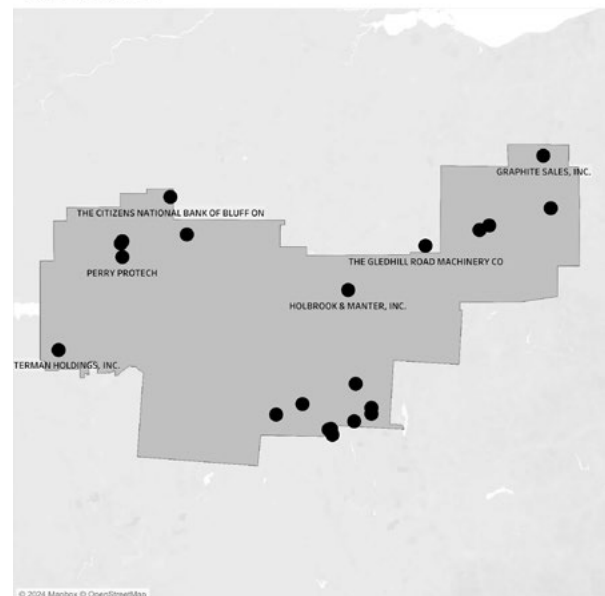 GRAPHITE SALES, INC.
THE CITIZENS NATIONAL BANK OF BLUFF ON
THE GLEDHILL ROAD MACHINERY CO
PERRY PROTECH
HOLBROOK & MANTER, INC.
TERMAN HOLDINGS, INC.
© 2024 Mapbox © OpenStreetMap